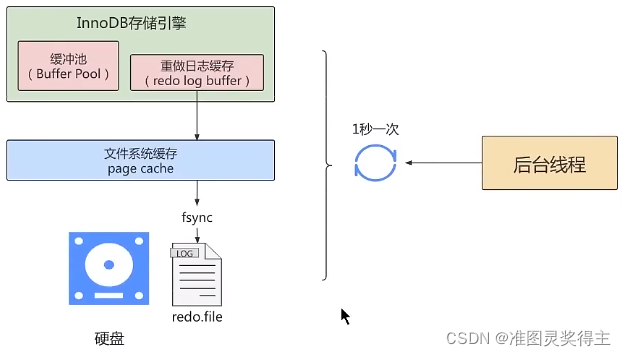 InnoDB存储引擎
缓冲池
（Buffer Pool）
重做日志缓存
（redo log buffer）
文件系统缓存
page cache
fsync
LOG
redo.file
硬盘
1秒一次
后台线程
CSDN @准图灵奖得主